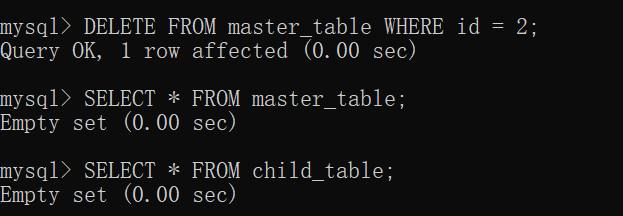 mysql> DELETE FROM master_table WHERE id = 2;
Query OK, 1 row affected (0.00 sec)
mysql> SELECT * FROM master_table;
Empty set (0.00 sec)
mysql> SELECT * FROM child_table;
Empty set (0.00 sec)